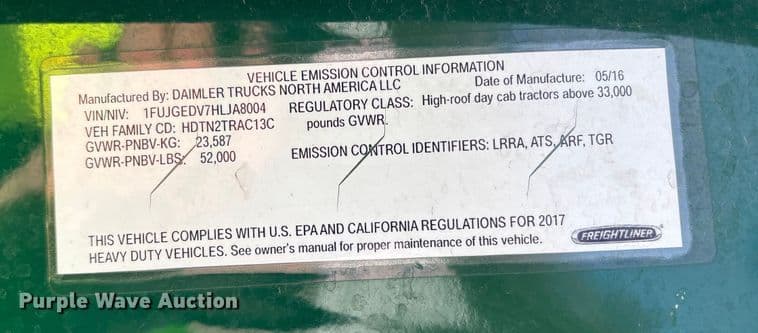 VEHICLE EMISSION CONTROL INFORMATION
Manufactured By: DAIMLER TRUCKS NORTH AMERICA LLC Date of Manufacture: 05/16
VIN/NIV: 1FUJGEDV7HLJA8004 REGULATORY CLASS: High-roof day cab tractors above 33,000
VEH FAMILY CD: HDTN2TRAC13C pounds GVWR.
GVWR-PNBV-KG: 23,587
GVWR-PNBV-LBS: 52,000 EMISSION CONTROL IDENTIFIERS: LRRA, ATS, ARF, TGR
THIS VEHICLE COMPLIES WITH U.S. EPA AND CALIFORNIA REGULATIONS FOR 2017
HEAVY DUTY VEHICLES. See owner's manual for proper maintenance of this vehicle.
FREIGHTLINER
Purple Wave Auction